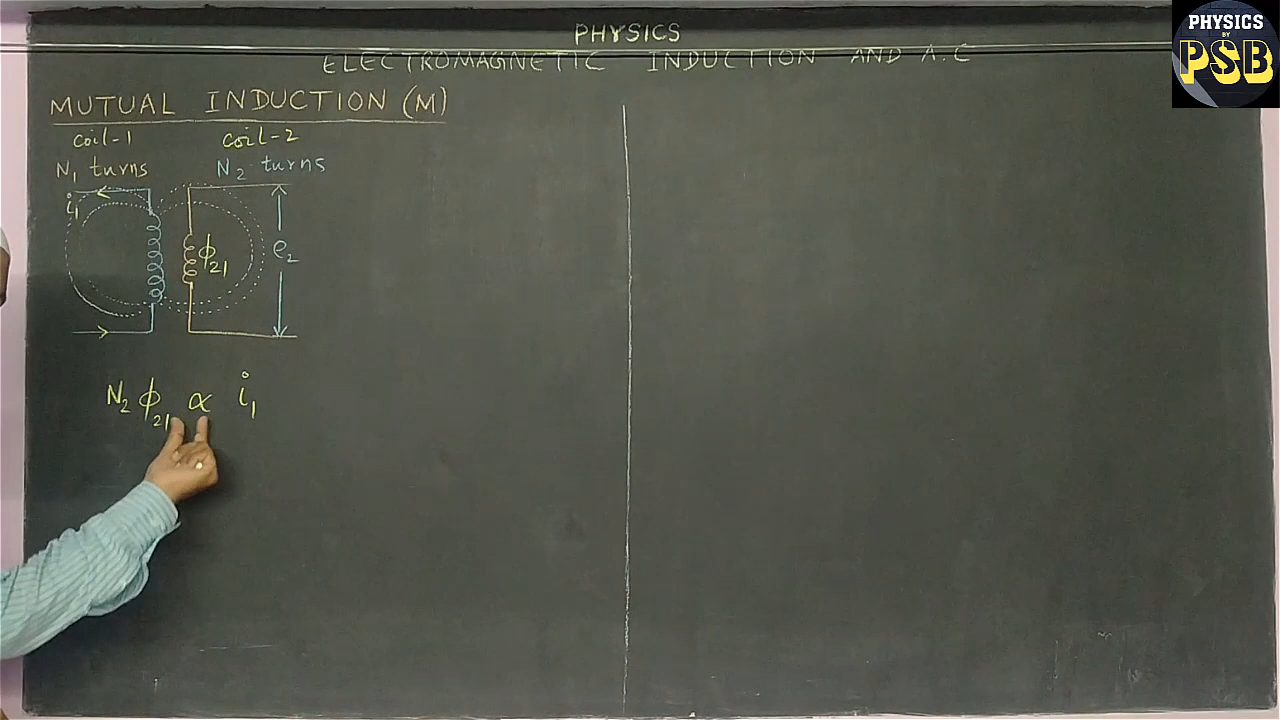 PHYSICS
BY
PSB
PHYSICS
ELECTROMAGNETIC INDUCTION AND A.C
MUTUAL INDUCTION (M)
coil-1 coil-2
N₁ turns N₂ turns
i₁
ϕ₂₁ e₂
N₂ ϕ₂₁ ∝ i₁